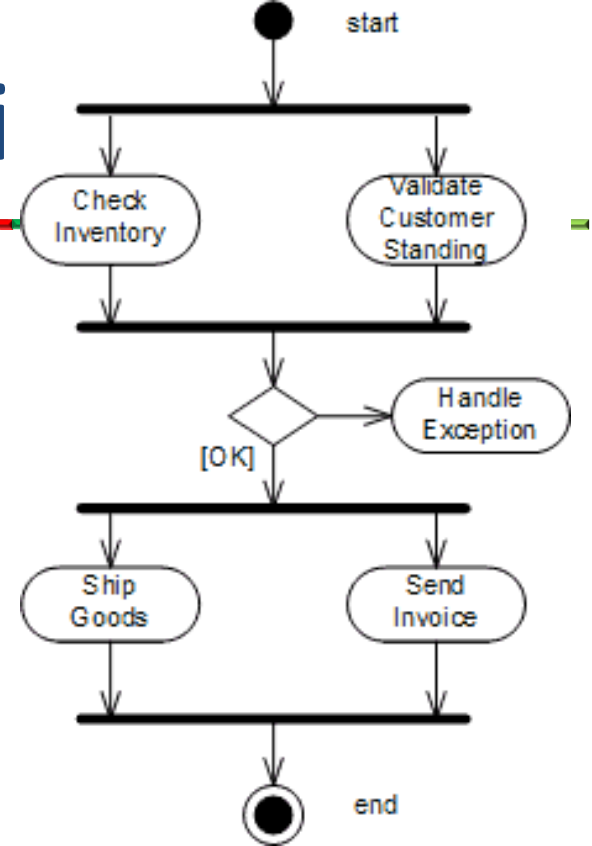 start
Check
Inventory
Validate
Customer
Standing
Handle
Exception
[OK]
Ship
Goods
Send
Invoice
end